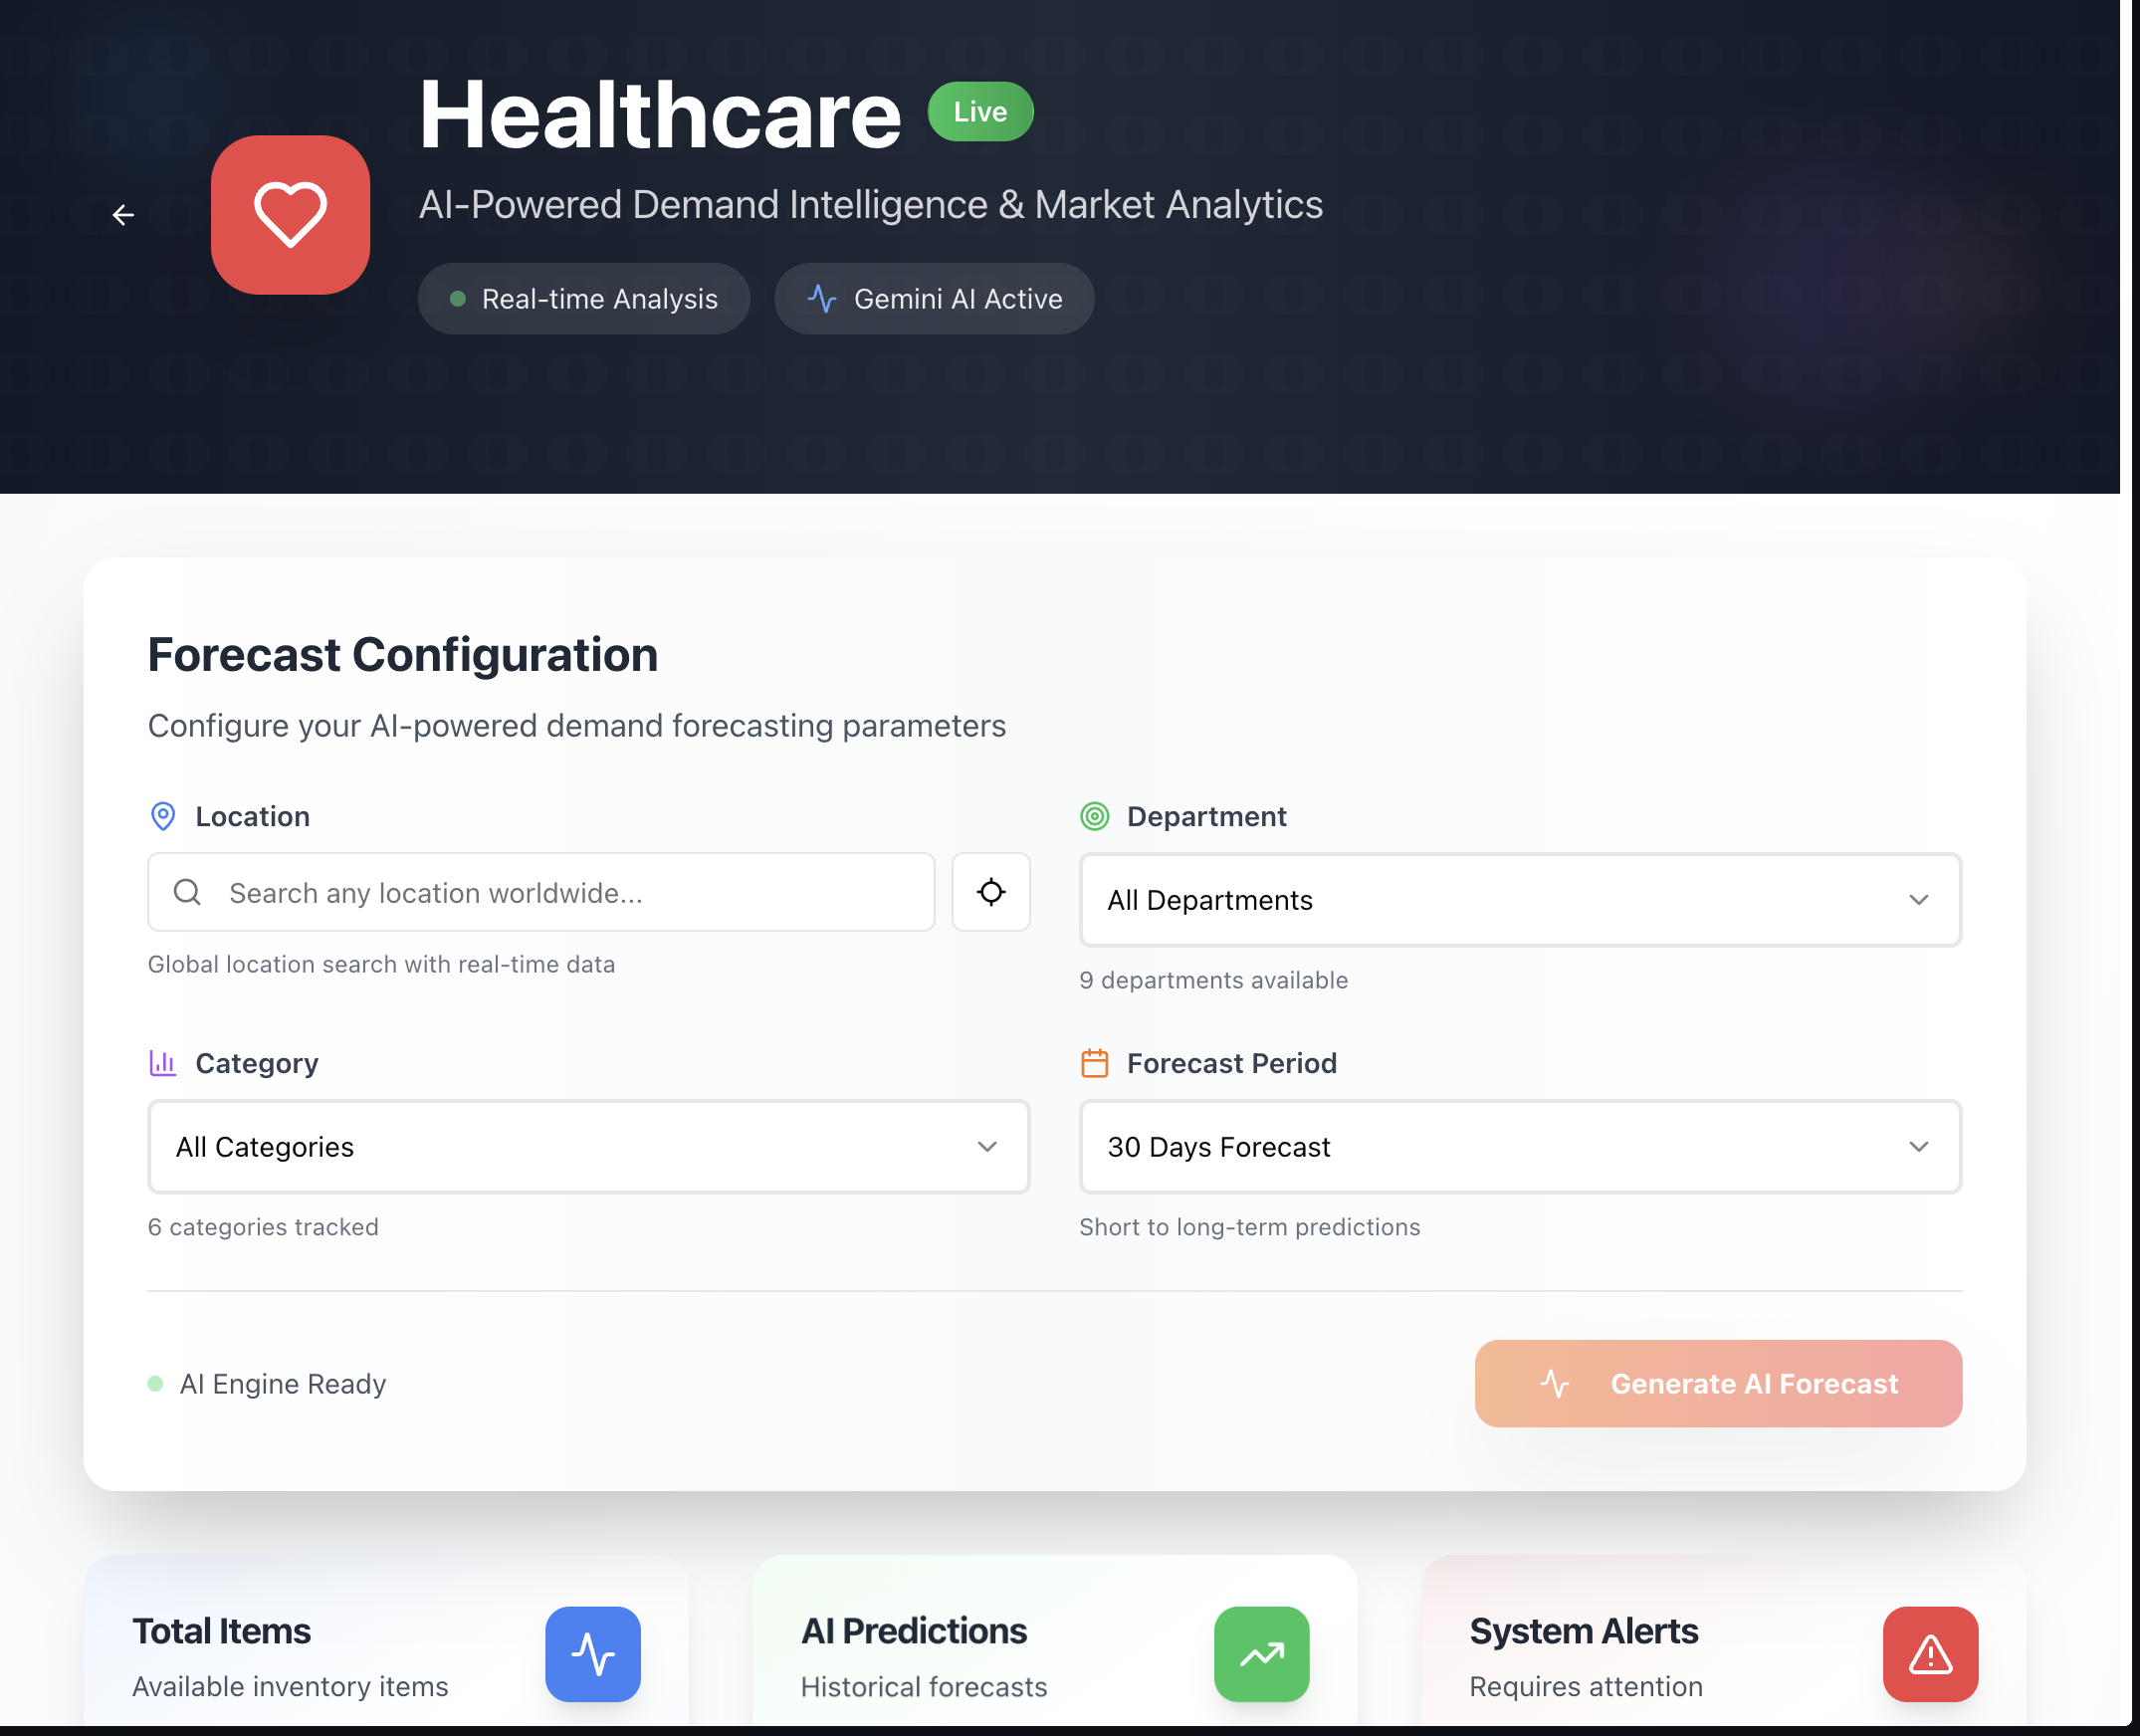 Healthcare
Live
AI-Powered Demand Intelligence & Market Analytics
Real-time Analysis
Gemini AI Active
Forecast Configuration
Configure your AI-powered demand forecasting parameters
Location
Search any location worldwide...
Global location search with real-time data
Department
All Departments
9 departments available
Category
All Categories
6 categories tracked
Forecast Period
30 Days Forecast
Short to long-term predictions
AI Engine Ready
Generate AI Forecast
Total Items
Available inventory items
AI Predictions
Historical forecasts
System Alerts
Requires attention